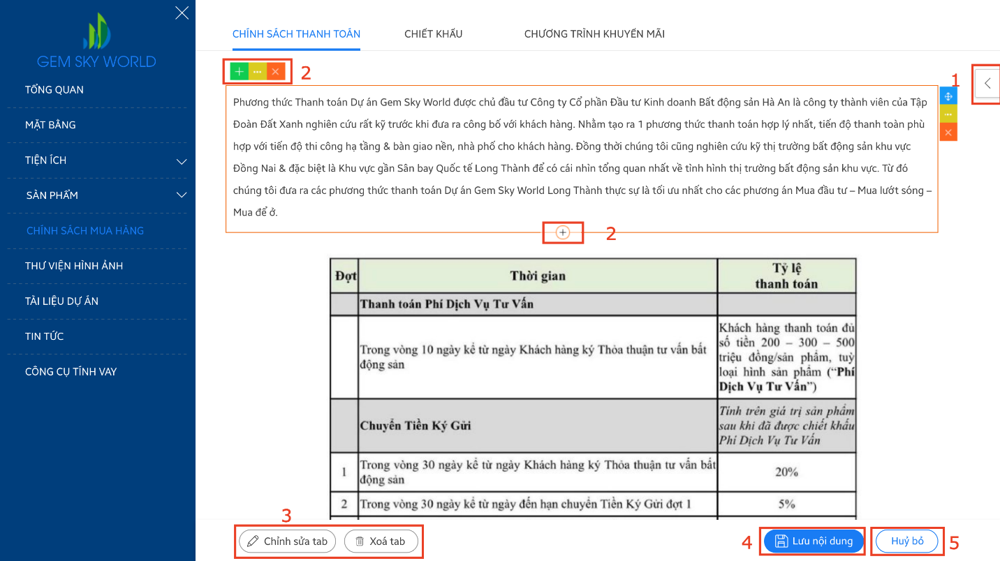 GEM SKY WORLD
TỔNG QUAN
MẶT BẰNG
TIỆN ÍCH
SẢN PHẨM
CHÍNH SÁCH MUA HÀNG
THƯ VIỆN HÌNH ẢNH
TÀI LIỆU DỰ ÁN
TIN TỨC
CÔNG CỤ TÍNH VAY
CHÍNH SÁCH THANH TOÁN
CHIẾT KHẤU
CHƯƠNG TRÌNH KHUYẾN MÃI
2
1
Phương thức Thanh toán Dự án Gem Sky World được chủ đầu tư Công ty Cổ phần Đầu tư Kinh doanh Bất động sản Hà An là công ty thành viên của Tập
Đoàn Đất Xanh nghiên cứu rất kỹ trước khi đưa ra công bố với khách hàng. Nhằm tạo ra 1 phương thức thanh toán hợp lý nhất, tiến độ thanh toàn phù
hợp với tiến độ thi công hạ tầng & bàn giao nền, nhà phố cho khách hàng. Đồng thời chúng tôi cũng nghiên cứu kỹ thị trường bất động sản khu vực
Đồng Nai & đặc biệt là Khu vực gần Sân bay Quốc tế Long Thành để có cái nhìn tổng quan nhất về tình hình thị trường bất động sản khu vực. Từ đó
chúng tôi đưa ra các phương thức thanh toán Dự án Gem Sky World Long Thành thực sự là tối ưu nhất cho các phương án Mua đầu tư – Mua lướt sóng –
Mua để ở.
2
Đợt
Thời gian
Tỷ lệ
thanh toán
Thanh toán Phí Dịch Vụ Tư Vấn
Trong vòng 10 ngày kể từ ngày Khách hàng ký Thỏa thuận tư vấn bất
động sản
Khách hàng thanh toán đủ
số tiền 200 – 300 – 500
triệu đồng/sản phẩm, tuỳ
loại hình sản phẩm (“Phí
Dịch Vụ Tư Vấn”)
Chuyển Tiền Ký Gửi
Tính trên giá trị sản phẩm
sau khi đã được chiết khấu
Phí Dịch Vụ Tư Vấn
1
Trong vòng 30 ngày kể từ ngày Khách hàng ký Thỏa thuận tư vấn bất
động sản
20%
2
Trong vòng 30 ngày kể từ ngày đến hạn chuyển Tiền Ký Gửi đợt 1
5%
3
Chỉnh sửa tab
Xoá tab
4
Lưu nội dung
Huỷ bỏ
5